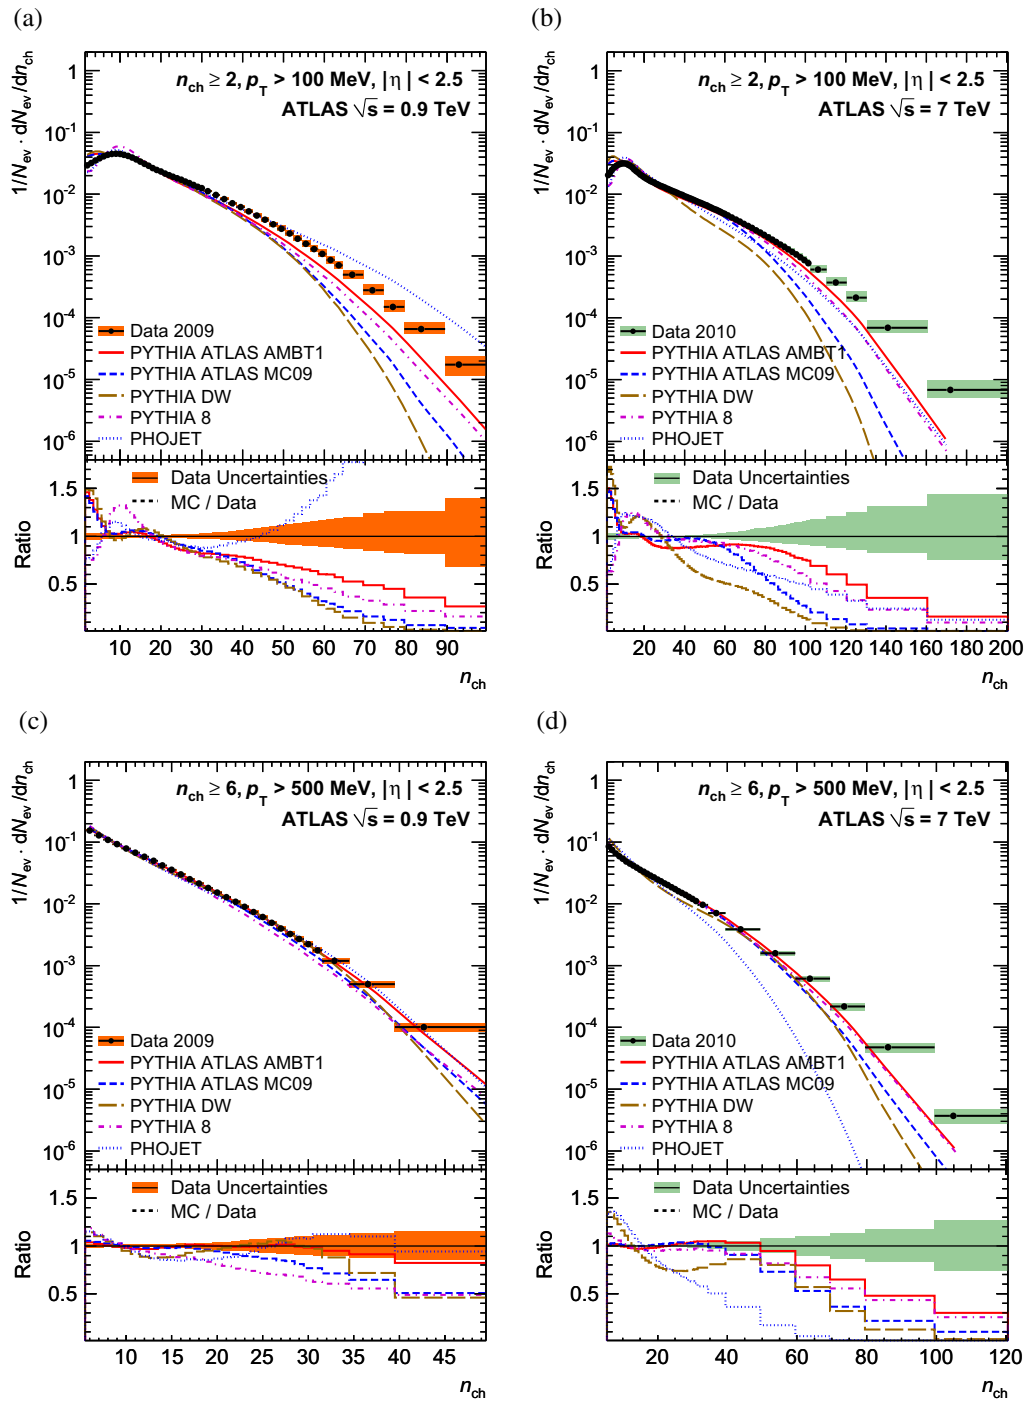 (a)
1/N_ev · dN_ev/dn_ch
n_ch ≥ 2, p_T > 100 MeV, |η| < 2.5
ATLAS √s = 0.9 TeV
1
10^-1
10^-2
10^-3
10^-4
10^-5
10^-6
Data 2009
PYTHIA ATLAS AMBT1
PYTHIA ATLAS MC09
PYTHIA DW
PYTHIA 8
PHOJET
Ratio
1.5
1
0.5
Data Uncertainties
MC / Data
10 20 30 40 50 60 70 80 90
n_ch
(b)
1/N_ev · dN_ev/dn_ch
n_ch ≥ 2, p_T > 100 MeV, |η| < 2.5
ATLAS √s = 7 TeV
1
10^-1
10^-2
10^-3
10^-4
10^-5
10^-6
Data 2010
PYTHIA ATLAS AMBT1
PYTHIA ATLAS MC09
PYTHIA DW
PYTHIA 8
PHOJET
Ratio
1.5
1
0.5
Data Uncertainties
MC / Data
20 40 60 80 100 120 140 160 180 200
n_ch
(c)
1/N_ev · dN_ev/dn_ch
n_ch ≥ 6, p_T > 500 MeV, |η| < 2.5
ATLAS √s = 0.9 TeV
1
10^-1
10^-2
10^-3
10^-4
10^-5
10^-6
Data 2009
PYTHIA ATLAS AMBT1
PYTHIA ATLAS MC09
PYTHIA DW
PYTHIA 8
PHOJET
Ratio
1.5
1
0.5
Data Uncertainties
MC / Data
10 15 20 25 30 35 40 45
n_ch
(d)
1/N_ev · dN_ev/dn_ch
n_ch ≥ 6, p_T > 500 MeV, |η| < 2.5
ATLAS √s = 7 TeV
1
10^-1
10^-2
10^-3
10^-4
10^-5
10^-6
Data 2010
PYTHIA ATLAS AMBT1
PYTHIA ATLAS MC09
PYTHIA DW
PYTHIA 8
PHOJET
Ratio
1.5
1
0.5
Data Uncertainties
MC / Data
20 40 60 80 100 120
n_ch